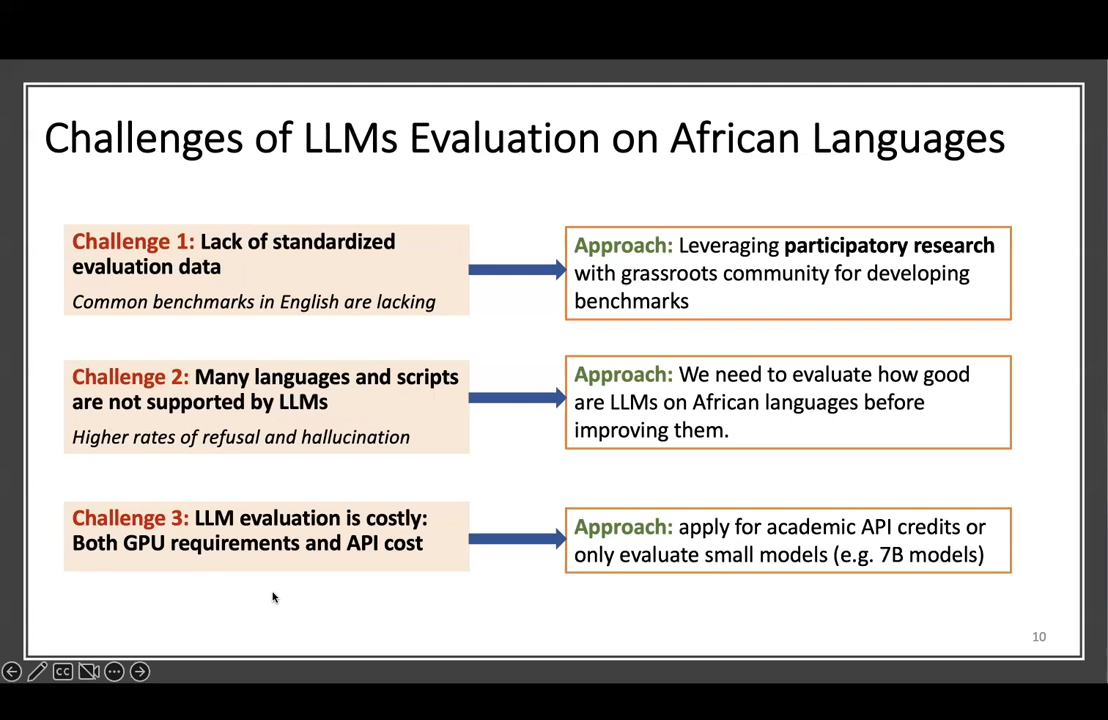 Challenges of LLMs Evaluation on African Languages
Challenge 1: Lack of standardized
evaluation data
Common benchmarks in English are lacking
Approach: Leveraging participatory research
with grassroots community for developing
benchmarks
Challenge 2: Many languages and scripts
are not supported by LLMs
Higher rates of refusal and hallucination
Approach: We need to evaluate how good
are LLMs on African languages before
improving them.
Challenge 3: LLM evaluation is costly:
Both GPU requirements and API cost
Approach: apply for academic API credits or
only evaluate small models (e.g. 7B models)
10
CC